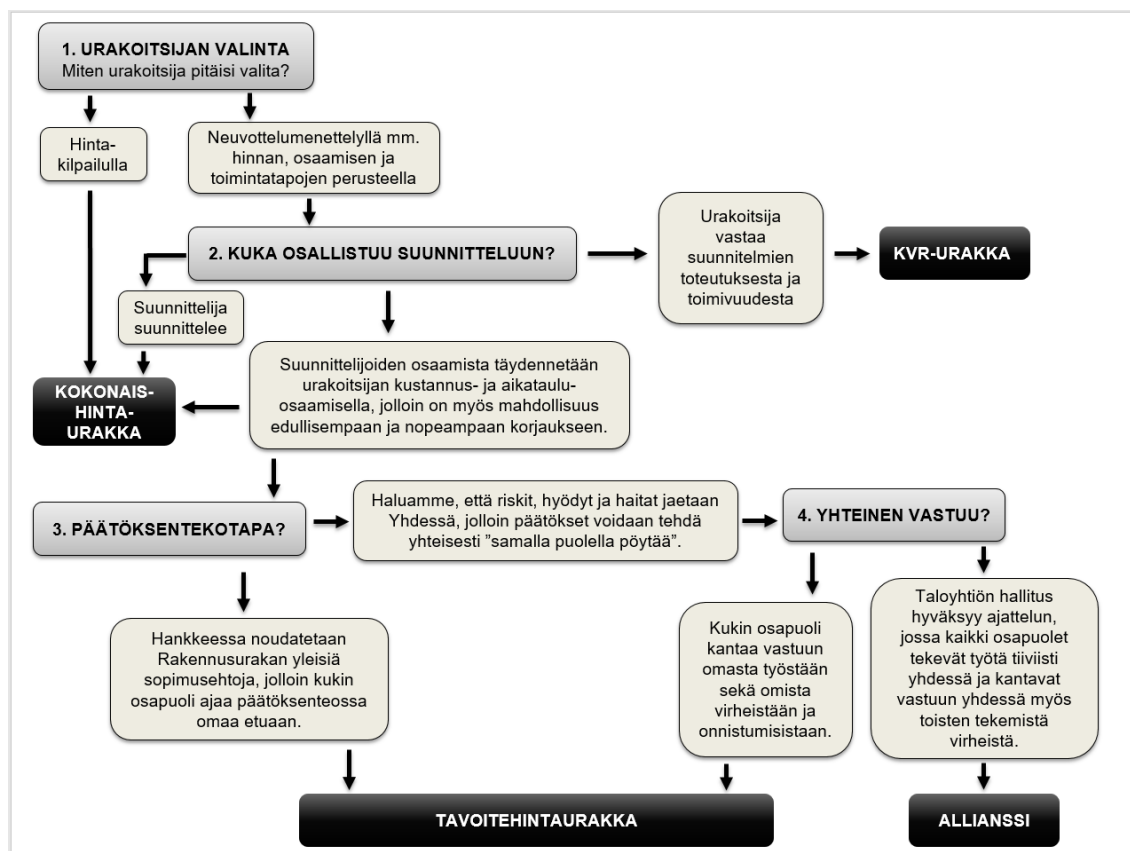 1. URAKOITSIJAN VALINTA
Miten urakoitsija pitäisi valita?
Hinta-
kilpailulla
Neuvottelumenettelyllä mm.
hinnan, osaamisen ja
toimintatapojen perusteella
2. KUKA OSALLISTUU SUUNNITTELUUN?
Urakoitsija
vastaa
suunnitelmien
toteutuksesta ja
toimivuudesta
KVR-URAKKA
Suunnittelija
suunnittelee
KOKONAIS-
HINTA-
URAKKA
Suunnittelijoiden osaamista täydennetään
urakoitsijan kustannus- ja aikataulu-
osaamisella, jolloin on myös mahdollisuus
edullisempaan ja nopeampaan korjaukseen.
3. PÄÄTÖKSENTEKOTAPA?
Haluamme, että riskit, hyödyt ja haitat jaetaan
Yhdessä, jolloin päätökset voidaan tehdä
yhteisesti ”samalla puolella pöytää”.
4. YHTEINEN VASTUU?
Hankkeessa noudatetaan
Rakennusurakan yleisiä
sopimusehtoja, jolloin kukin
osapuoli ajaa päätöksenteossa
omaa etuaan.
Kukin osapuoli
kantaa vastuun
omasta työstään
sekä omista
virheistään ja
onnistumisistaan.
Taloyhtiön hallitus
hyväksyy ajattelun,
jossa kaikki osapuolet
tekevät työtä tiiviisti
yhdessä ja kantavat
vastuun yhdessä myös
toisten tekemistä
virheistä.
TAVOITEHINTAURAKKA
ALLIANSSI